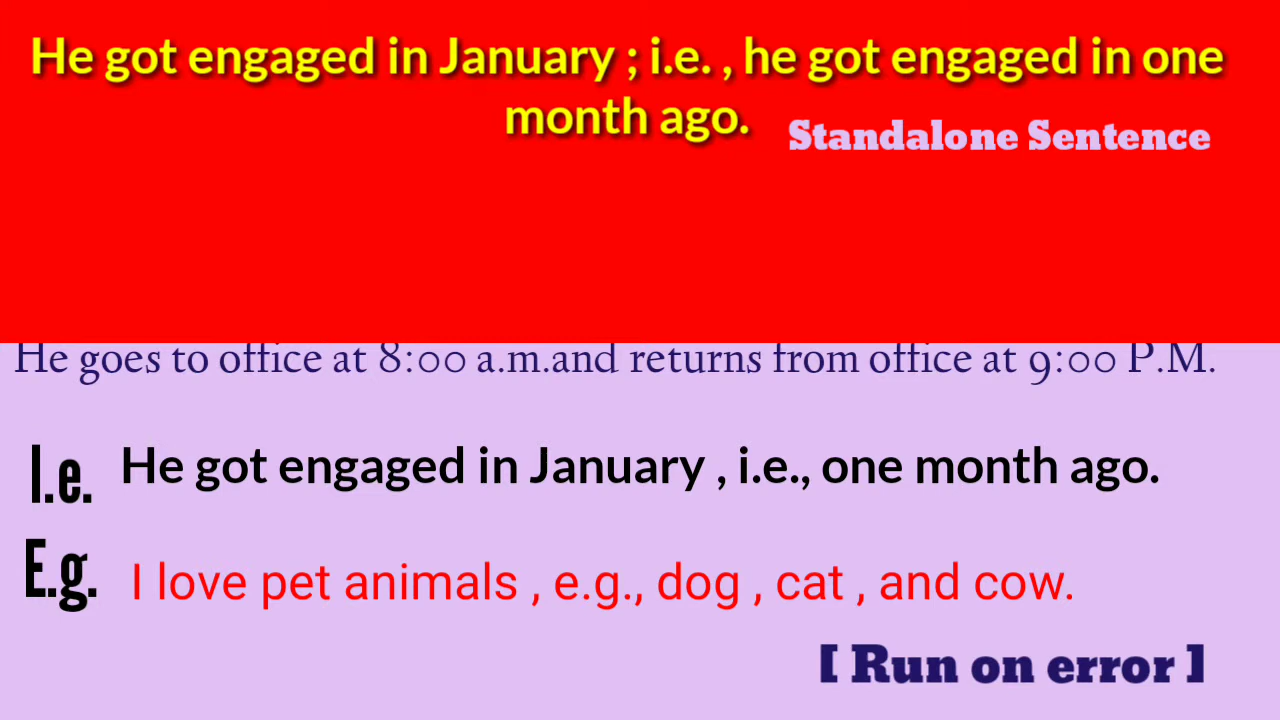 He got engaged in January ; i.e. , he got engaged in one
month ago.
Standalone Sentence
He goes to office at 8:00 a.m.and returns from office at 9:00 P.M.
I.e. He got engaged in January , i.e., one month ago.
E.g. I love pet animals , e.g., dog , cat , and cow.
[ Run on error ]